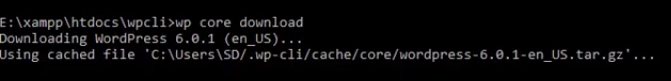 E:\xampp\htdocs\wpcli>wp core download
Downloading WordPress 6.0.1 (en_US)...
Using cached file 'C:\Users\SD/.wp-cli/cache/core/wordpress-6.0.1-en_US.tar.gz'...